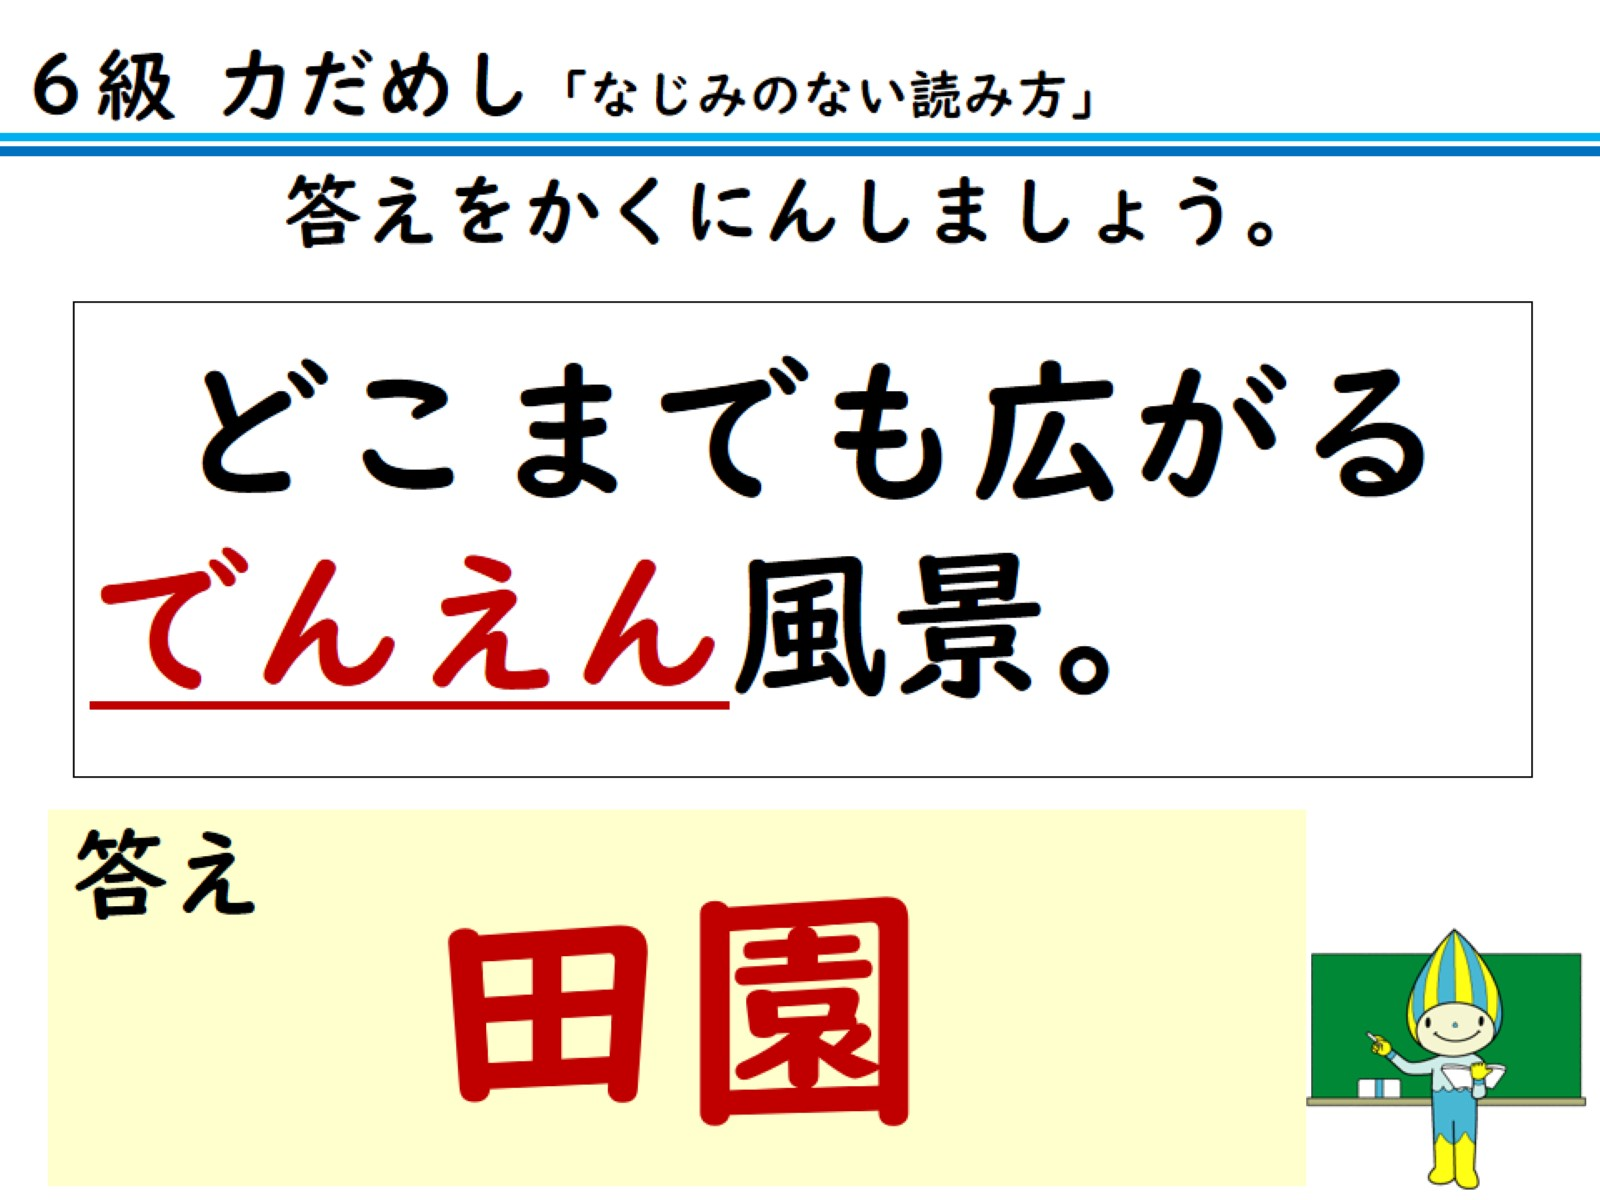 ６級 力だめし「なじみのない読み方」
答えをかくにんしましょう。
どこまでも広がる
でんえん風景。
答え
田園